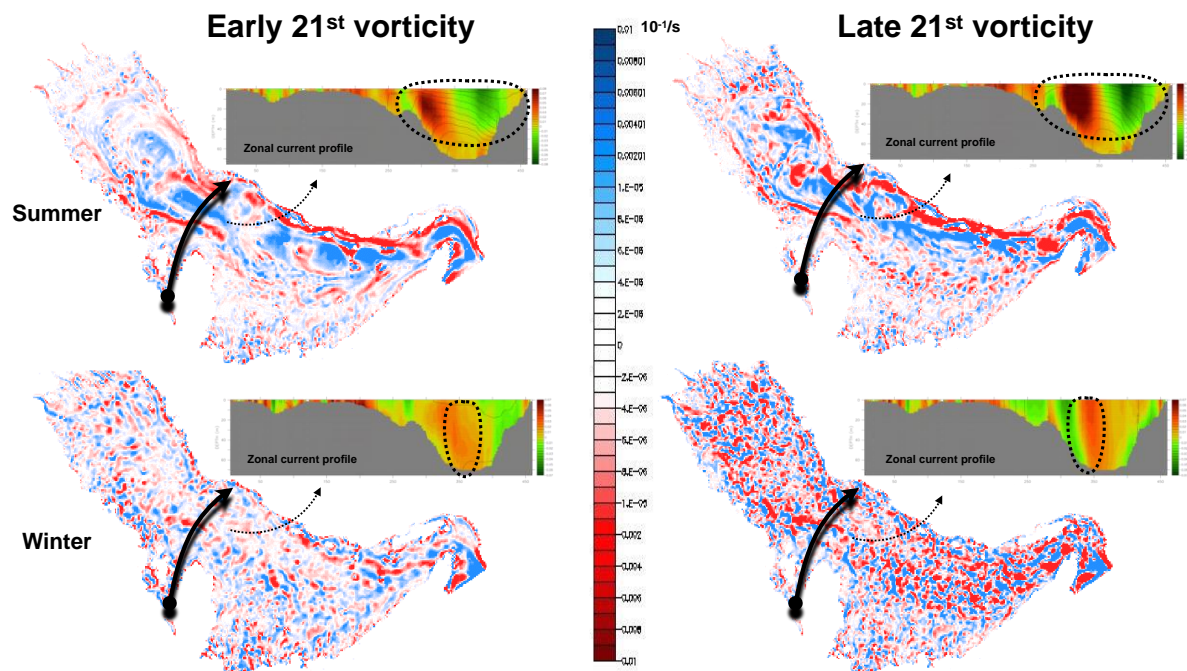 Early 21st vorticity
Late 21st vorticity
10⁻¹/s
0.01
0.00801
0.00601
0.00401
0.00201
1.E-05
8.E-06
6.E-06
4.E-06
2.E-06
0
-2.E-06
-4.E-06
-6.E-06
-8.E-06
-1.E-05
-0.002
-0.004
-0.006
-0.008
-0.01
Summer
Zonal current profile
Zonal current profile
Winter
Zonal current profile
Zonal current profile